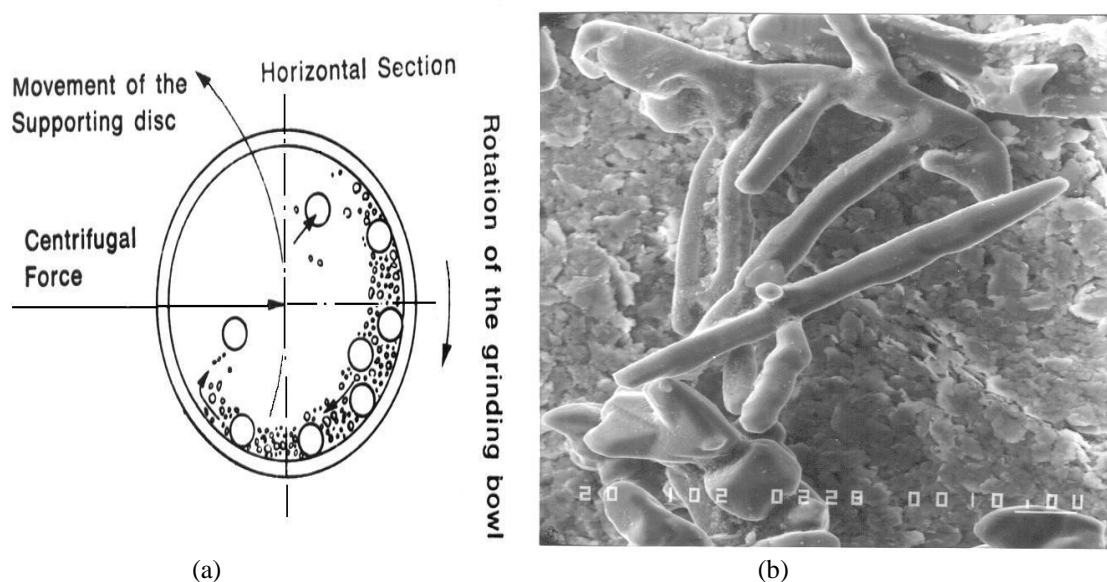 Movement of the
Supporting disc
Horizontal Section
Centrifugal
Force
Rotation of the grinding bowl
20 102 0228 0010.0U
(a)
(b)